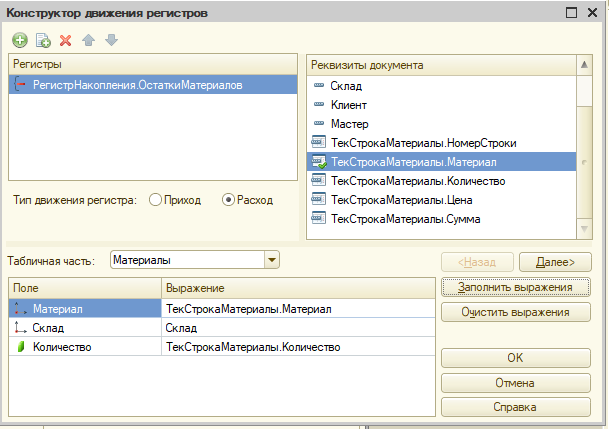 Конструктор движения регистров
Регистры
РегистрНакопления.ОстаткиМатериалов
Реквизиты документа
Склад
Клиент
Мастер
ТекСтрокаМатериалы.НомерСтроки
ТекСтрокаМатериалы.Материал
ТекСтрокаМатериалы.Количество
ТекСтрокаМатериалы.Цена
ТекСтрокаМатериалы.Сумма
Тип движения регистра: Приход Расход
Табличная часть: Материалы
<Назад Далее>
Поле Выражение
Материал ТекСтрокаМатериалы.Материал
Склад Склад
Количество ТекСтрокаМатериалы.Количество
Заполнить выражения
Очистить выражения
OK
Отмена
Справка